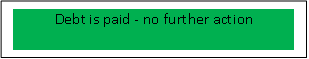 Debt is paid - no further action